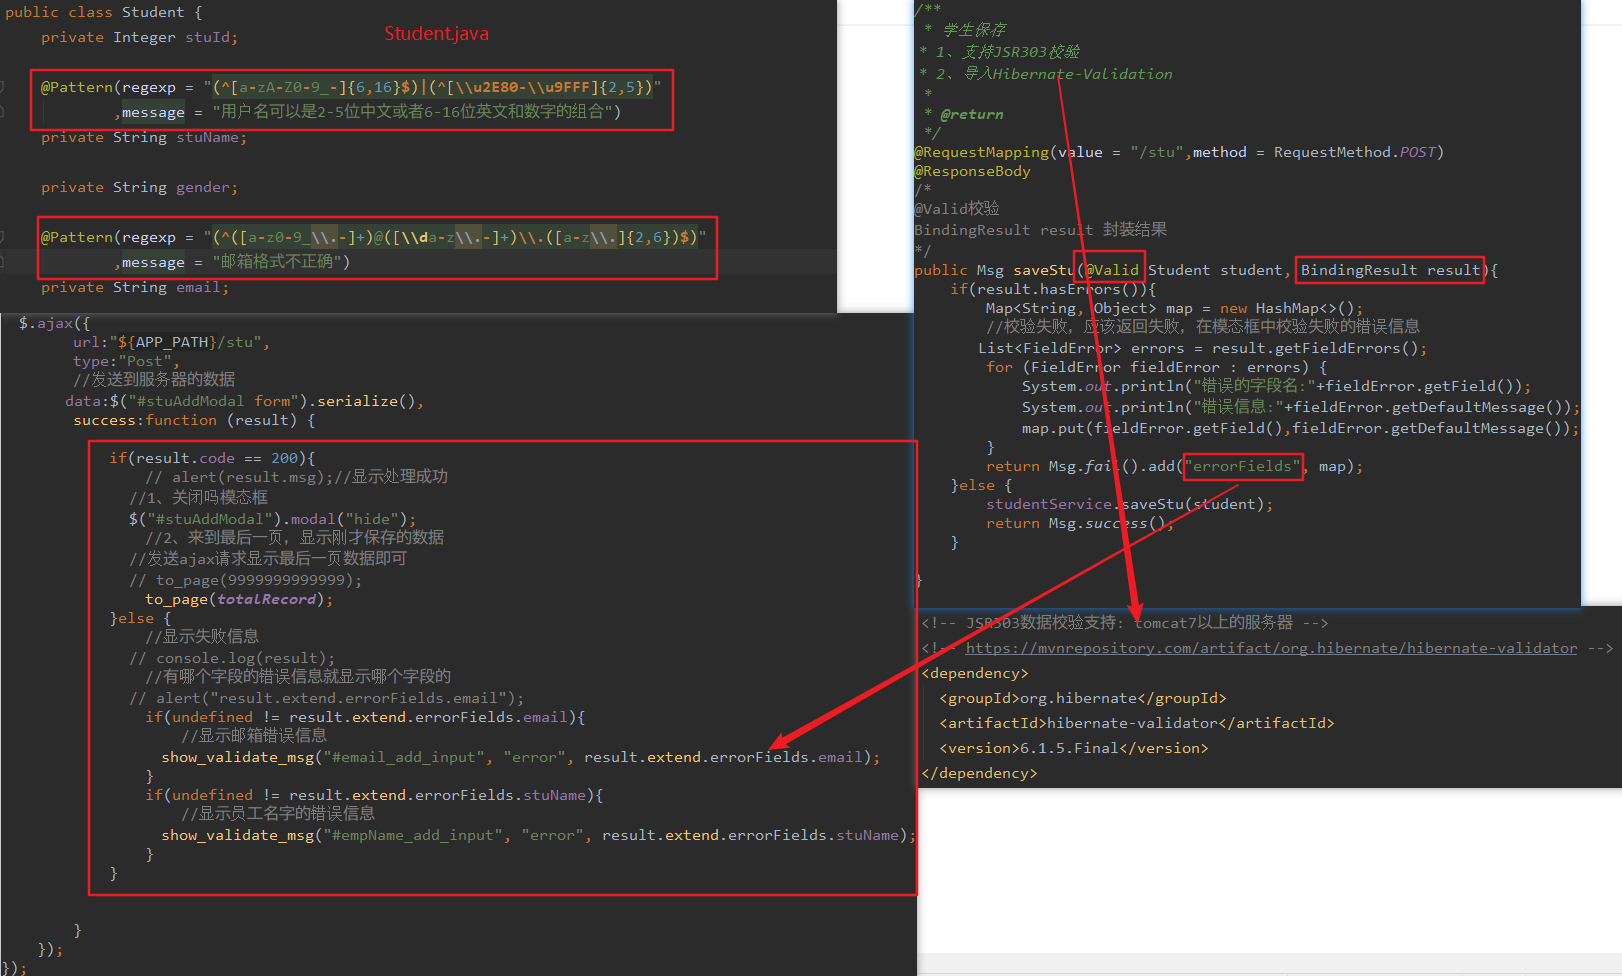 public class Student {
private Integer stuId;
Student.java
@Pattern(regexp = "(^[a-zA-Z0-9_-]{6,16}$)|(^[\\u2E80-\\u9FFF]{2,5})"
,message = "用户名可以是2-5位中文或者6-16位英文和数字的组合")
private String stuName;
private String gender;
@Pattern(regexp = "(^([a-z0-9_\\.-]+)@([\\da-z\\.-]+)\\.([a-z\\.]{2,6})$)"
,message = "邮箱格式不正确")
private String email;
$.ajax({
url:"${APP_PATH}/stu",
type:"Post",
//发送到服务器的数据
data:$("#stuAddModal form").serialize(),
success:function (result) {
if(result.code == 200){
// alert(result.msg);//显示处理成功
//1、关闭吗模态框
$("#stuAddModal").modal("hide");
//2、来到最后一页，显示刚才保存的数据
//发送ajax请求显示最后一页数据即可
// to_page(9999999999999);
to_page(totalRecord);
}else {
//显示失败信息
// console.log(result);
//有哪个字段的错误信息就显示哪个字段的
// alert("result.extend.errorFields.email");
if(undefined != result.extend.errorFields.email){
//显示邮箱错误信息
show_validate_msg("#email_add_input", "error", result.extend.errorFields.email);
}
if(undefined != result.extend.errorFields.stuName){
//显示员工名字的错误信息
show_validate_msg("#empName_add_input", "error", result.extend.errorFields.stuName);
}
}
}
});
});
/**
* 学生保存
* 1、支持JSR303校验
* 2、导入Hibernate-Validation
*
* @return
*/
@RequestMapping(value = "/stu",method = RequestMethod.POST)
@ResponseBody
/*
@Valid校验
BindingResult result 封装结果
*/
public Msg saveStu(@Valid Student student, BindingResult result){
if(result.hasErrors()){
Map<String, Object> map = new HashMap<>();
//校验失败，应该返回失败，在模态框中校验失败的错误信息
List<FieldError> errors = result.getFieldErrors();
for (FieldError fieldError : errors) {
System.out.println("错误的字段名:"+fieldError.getField());
System.out.println("错误信息:"+fieldError.getDefaultMessage());
map.put(fieldError.getField(),fieldError.getDefaultMessage());
}
return Msg.fail().add("errorFields", map);
}else {
studentService.saveStu(student);
return Msg.success();
}
}
<!-- JSR303数据校验支持: tomcat7以上的服务器 -->
<!-- https://mvnrepository.com/artifact/org.hibernate/hibernate-validator -->
<dependency>
<groupId>org.hibernate</groupId>
<artifactId>hibernate-validator</artifactId>
<version>6.1.5.Final</version>
</dependency>